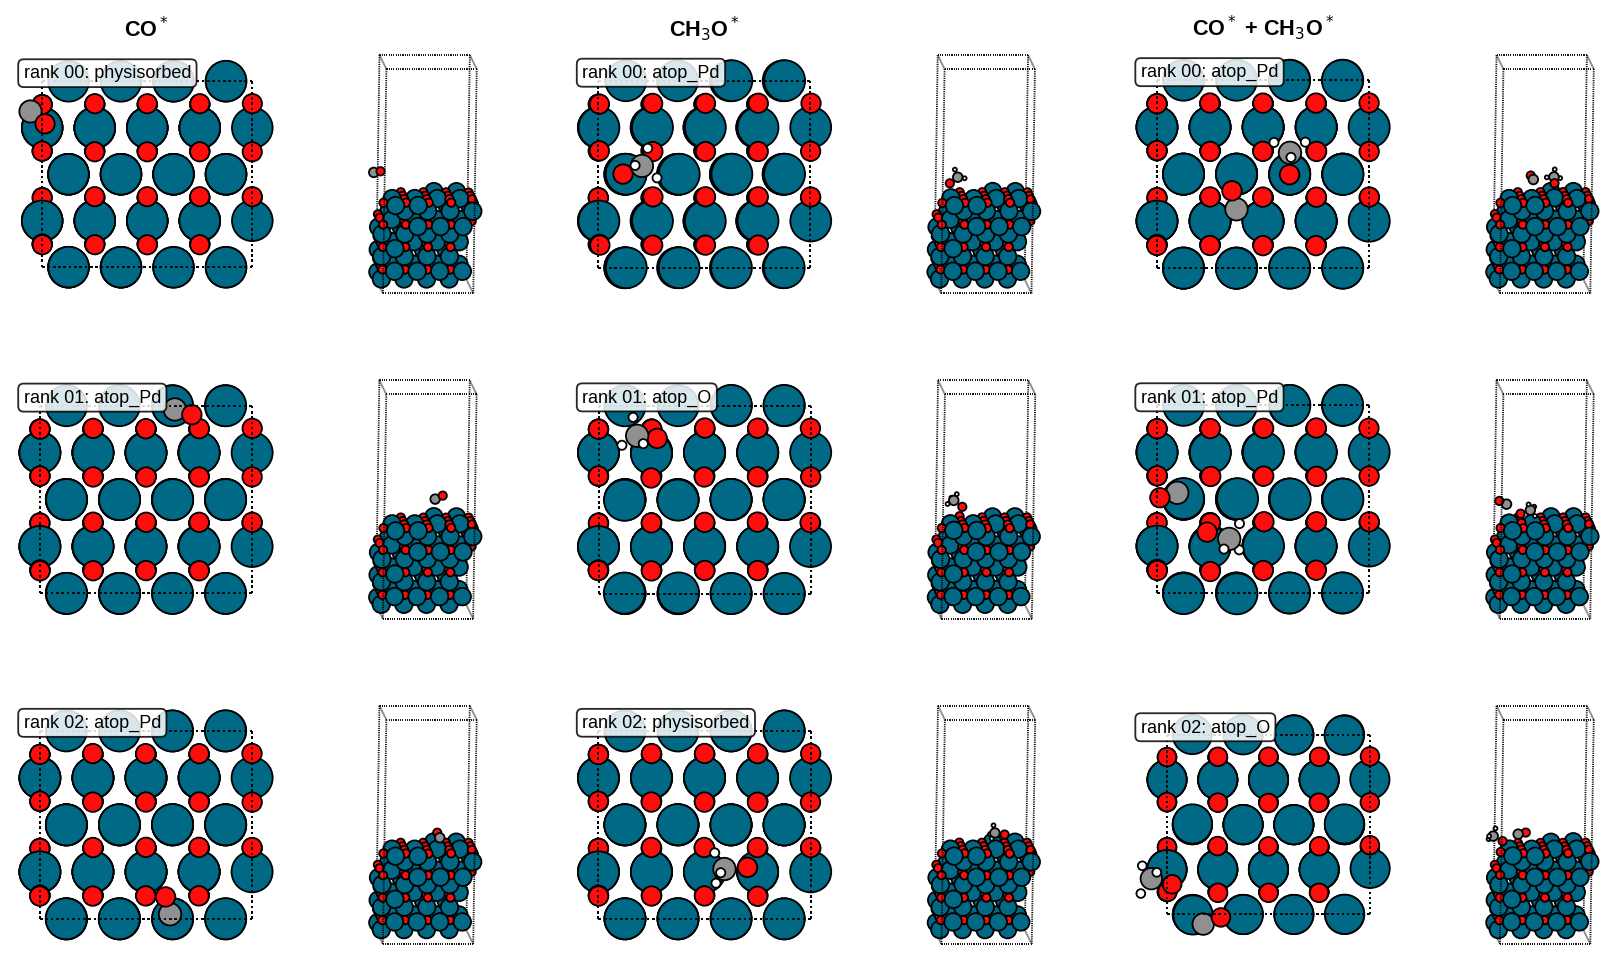 CO*
CH₃O*
CO* + CH₃O*
rank 00: physisorbed
rank 00: atop_Pd
rank 00: atop_Pd
rank 01: atop_Pd
rank 01: atop_O
rank 01: atop_Pd
rank 02: atop_Pd
rank 02: physisorbed
rank 02: atop_O